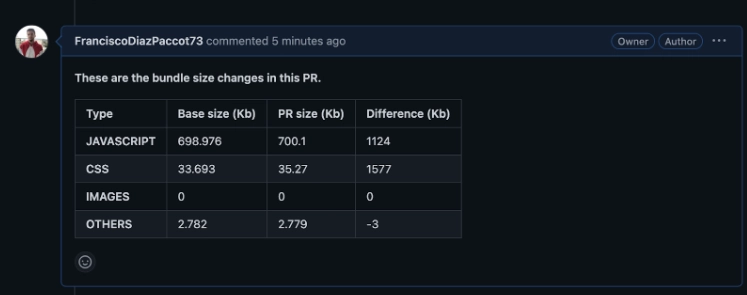 FranciscoDiazPaccot73 commented 5 minutes ago Owner Author ...
These are the bundle size changes in this PR.
Type Base size (Kb) PR size (Kb) Difference (Kb)
JAVASCRIPT 698.976 700.1 1124
CSS 33.693 35.27 1577
IMAGES 0 0 0
OTHERS 2.782 2.779 -3